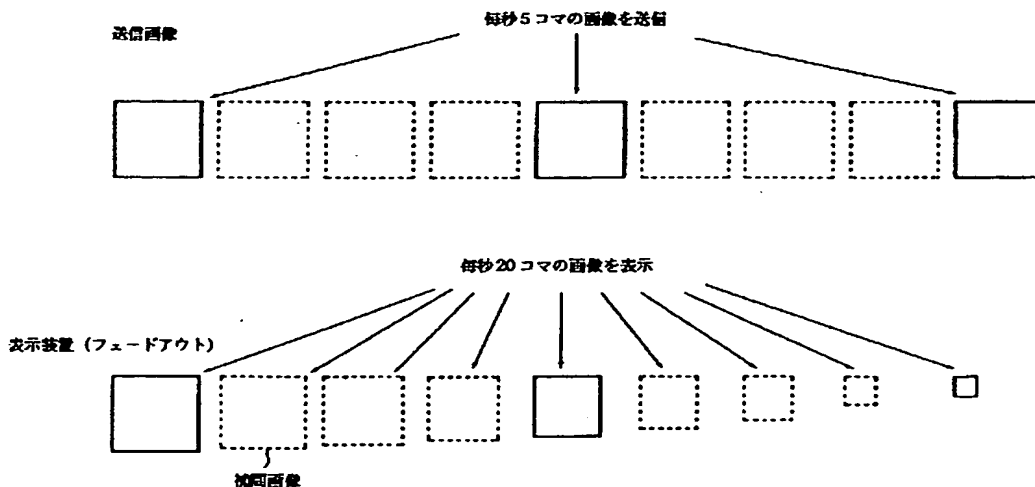 毎秒5コマの画像を送信
送信画像
毎秒20コマの画像を表示
表示装置（フェードアウト）
補間画像